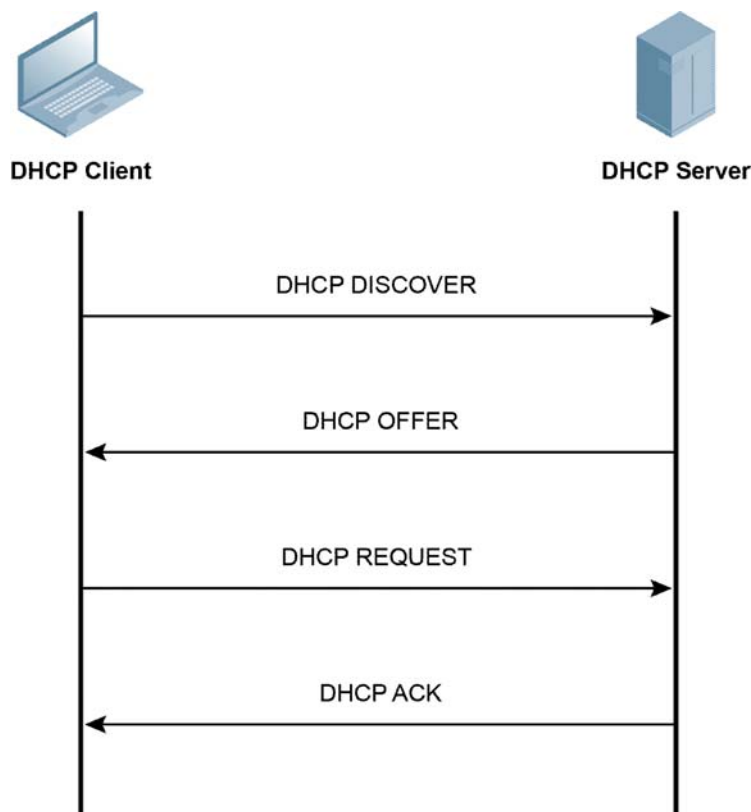 DHCP Client
DHCP Server
DHCP DISCOVER
DHCP OFFER
DHCP REQUEST
DHCP ACK